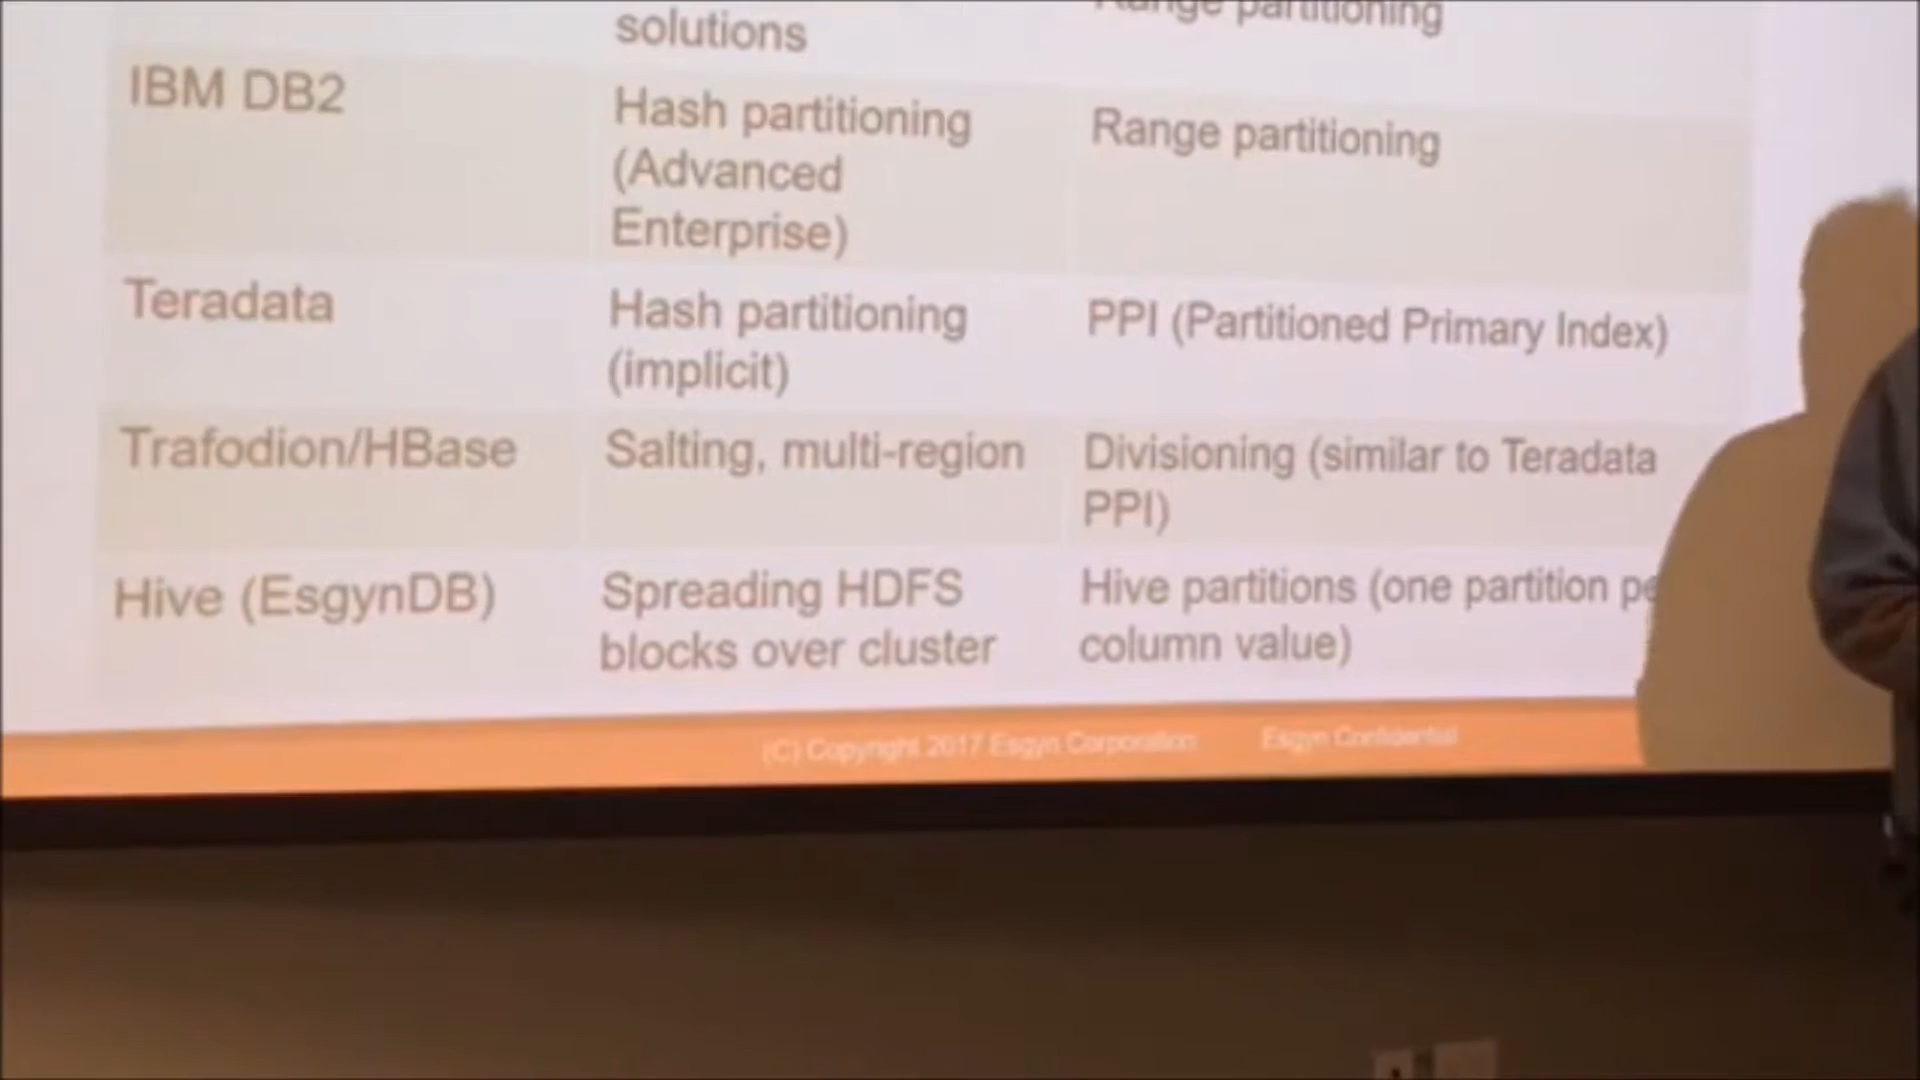 solutions
Range partitioning
IBM DB2
Hash partitioning
(Advanced
Enterprise)
Range partitioning
Teradata
Hash partitioning
(implicit)
PPI (Partitioned Primary Index)
Trafodion/HBase
Salting, multi-region
Divisioning (similar to Teradata
PPI)
Hive (EsgynDB)
Spreading HDFS
blocks over cluster
Hive partitions (one partition
column value)
(C) Copyright 2017 Esgyn Corporation
Esgyn Confidential